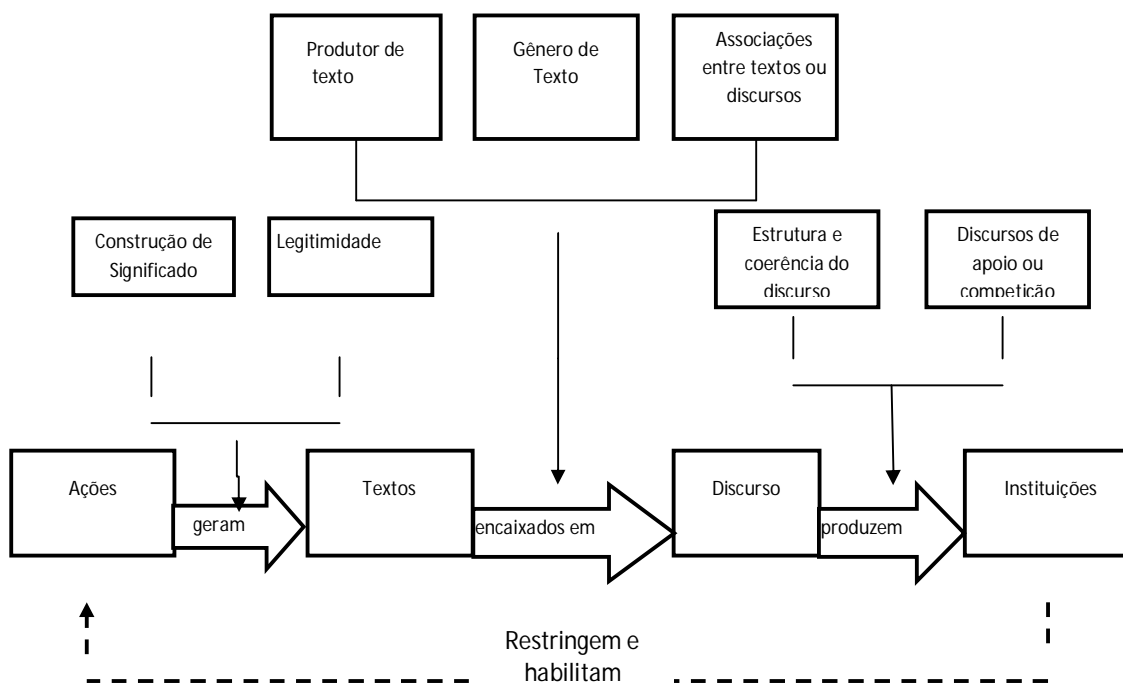 Produtor de
texto
Gênero de
Texto
Associações
entre textos ou
discursos
Construção de
Significado
Legitimidade
Estrutura e
coerência do
discurso
Discursos de
apoio ou
competição
Ações
geram
Textos
encaixados em
Discurso
produzem
Instituições
Restringem e
habilitam